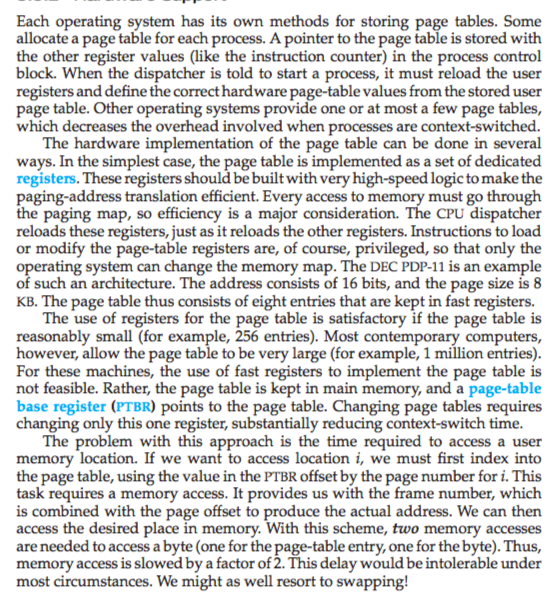 Each operating system has its own methods for storing page tables. Some
allocate a page table for each process. A pointer to the page table is stored with
the other register values (like the instruction counter) in the process control
block. When the dispatcher is told to start a process, it must reload the user
registers and define the correct hardware page-table values from the stored user
page table. Other operating systems provide one or at most a few page tables,
which decreases the overhead involved when processes are context-switched.
The hardware implementation of the page table can be done in several
ways. In the simplest case, the page table is implemented as a set of dedicated
registers. These registers should be built with very high-speed logic to make the
paging-address translation efficient. Every access to memory must go through
the paging map, so efficiency is a major consideration. The CPU dispatcher
reloads these registers, just as it reloads the other registers. Instructions to load
or modify the page-table registers are, of course, privileged, so that only the
operating system can change the memory map. The DEC PDP-11 is an example
of such an architecture. The address consists of 16 bits, and the page size is 8
KB. The page table thus consists of eight entries that are kept in fast registers.
The use of registers for the page table is satisfactory if the page table is
reasonably small (for example, 256 entries). Most contemporary computers,
however, allow the page table to be very large (for example, 1 million entries).
For these machines, the use of fast registers to implement the page table is
not feasible. Rather, the page table is kept in main memory, and a page-table
base register (PTBR) points to the page table. Changing page tables requires
changing only this one register, substantially reducing context-switch time.
The problem with this approach is the time required to access a user
memory location. If we want to access location i, we must first index into
the page table, using the value in the PTBR offset by the page number for i. This
task requires a memory access. It provides us with the frame number, which
is combined with the page offset to produce the actual address. We can then
access the desired place in memory. With this scheme, two memory accesses
are needed to access a byte (one for the page-table entry, one for the byte). Thus,
memory access is slowed by a factor of 2. This delay would be intolerable under
most circumstances. We might as well resort to swapping!